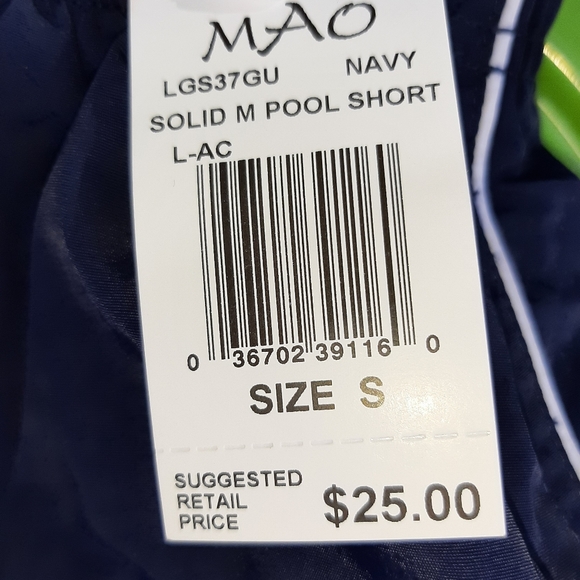 MAO
LGS37GU NAVY
SOLID M POOL SHORT
L-AC
0 36702 39116 0
SIZE S
SUGGESTED
RETAIL
PRICE
$25.00